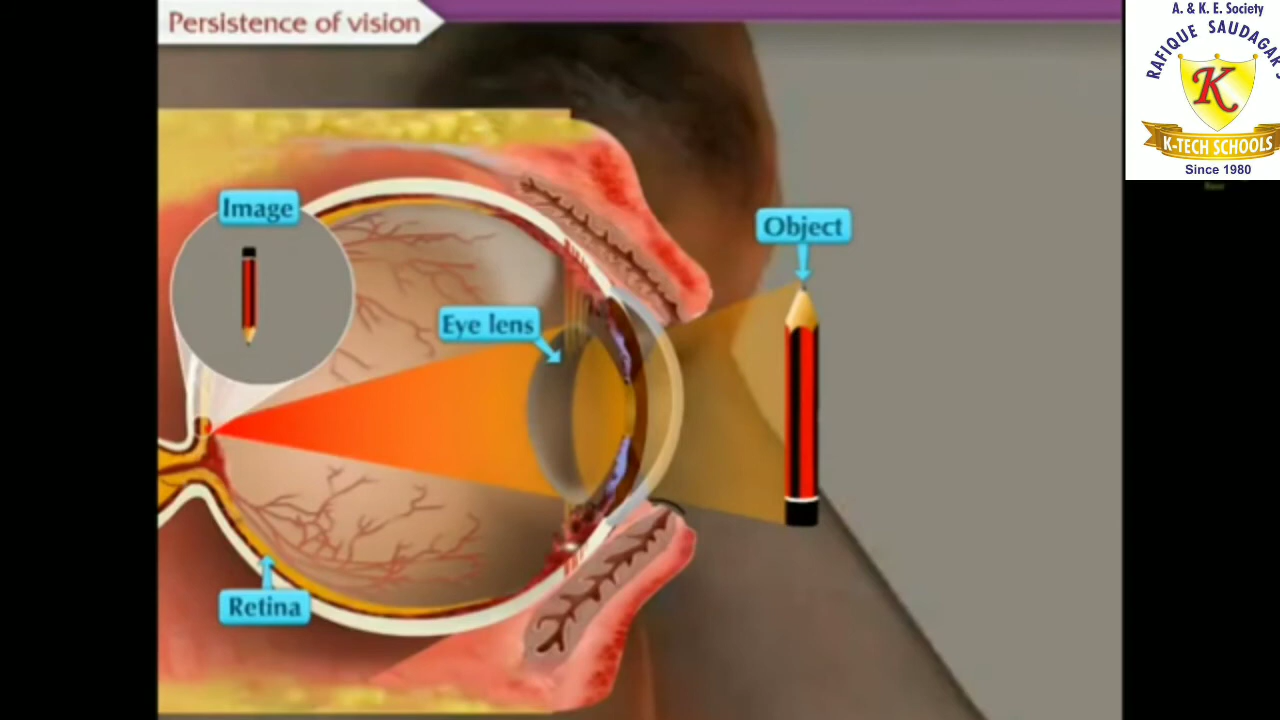 Persistence of vision
A. & K. E. Society
RAFIQUE SAUDAGAR'S
K
K-TECH SCHOOLS
Since 1980
Image
Object
Eye lens
Retina